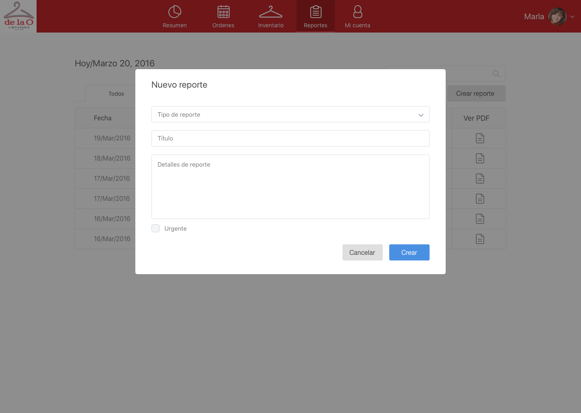 de la O
Resumen
Ordenes
Inventario
Reportes
Mi cuenta
Marla
Hoy/Marzo 20, 2016
Todos
Crear reporte
Fecha
Ver PDF
19/Mar/2016
18/Mar/2016
17/Mar/2016
17/Mar/2016
16/Mar/2016
16/Mar/2016
Nuevo reporte
Tipo de reporte
Título
Detalles de reporte
Urgente
Cancelar
Crear